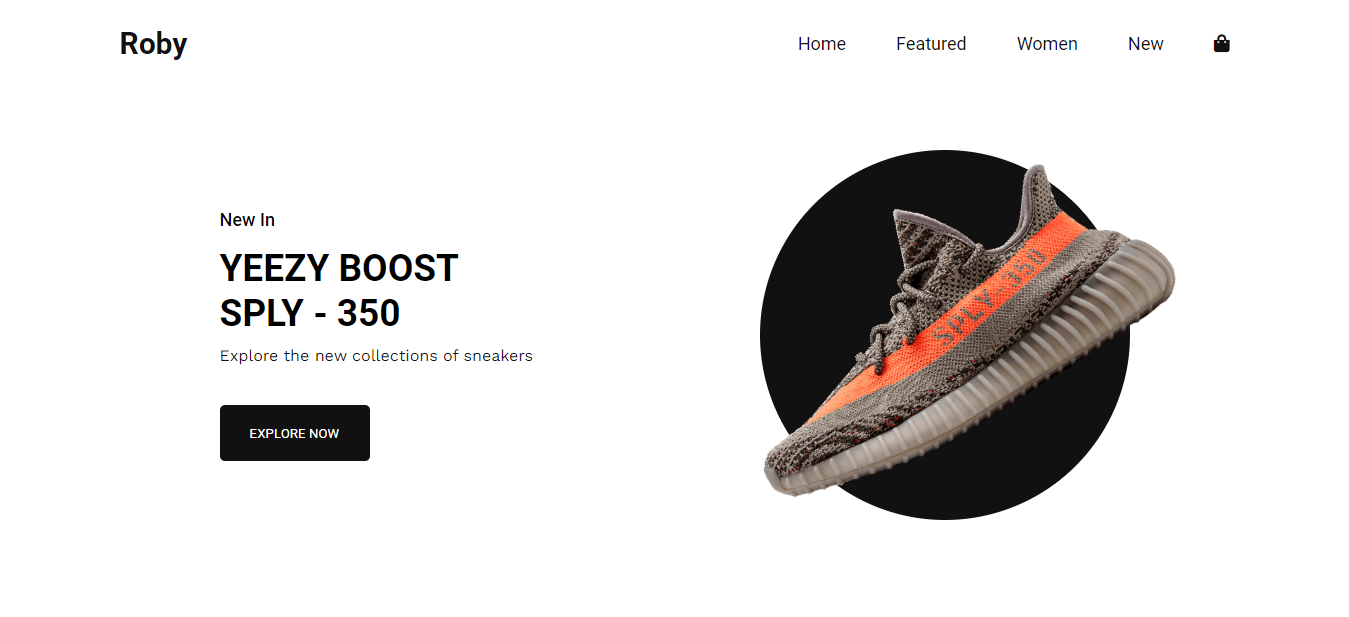 Roby
Home
Featured
Women
New
New In
YEEZY BOOST
SPLY - 350
Explore the new collections of sneakers
EXPLORE NOW
SPLY-350